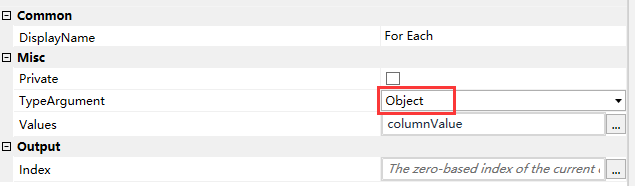 Common
DisplayName For Each
Misc
Private
TypeArgument Object
Values columnValue ...
Output
Index The zero-based index of the current ...